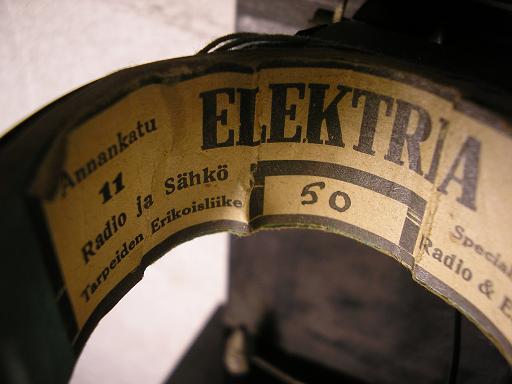 Annankatu
11
Radio ja Sähkö
Tarpeiden Erikoisliike
ELEKTRIA
50
Special
Radio & E